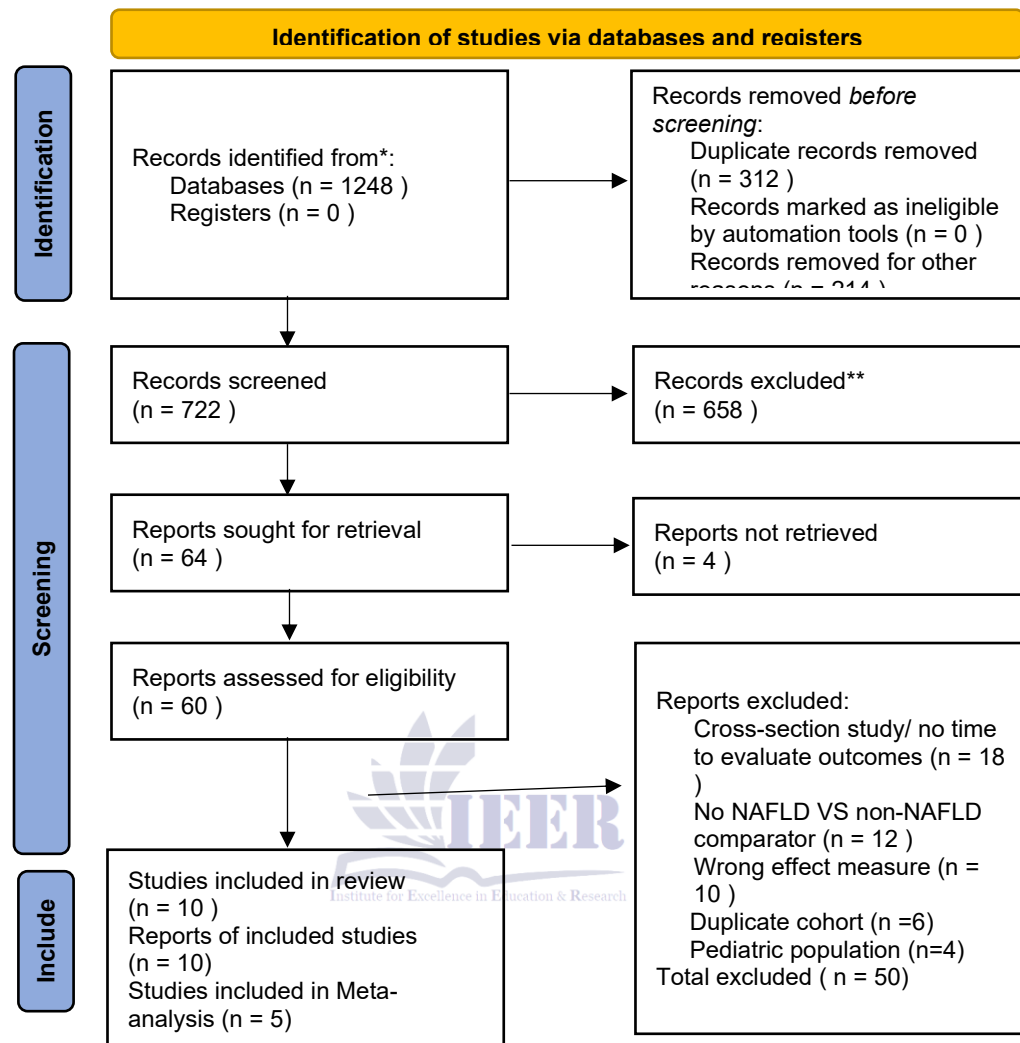 Identification of studies via databases and registers
Identification
Records identified from*:
Databases (n = 1248 )
Registers (n = 0 )
Records removed before
screening:
Duplicate records removed
(n = 312 )
Records marked as ineligible
by automation tools (n = 0 )
Records removed for other
reasons (n = 214 )
Screening
Records screened
(n = 722 )
Records excluded**
(n = 658 )
Reports sought for retrieval
(n = 64 )
Reports not retrieved
(n = 4 )
Reports assessed for eligibility
(n = 60 )
Reports excluded:
Cross-section study/ no time
to evaluate outcomes (n = 18
)
No NAFLD VS non-NAFLD
comparator (n = 12 )
Wrong effect measure (n =
10 )
Duplicate cohort (n =6)
Pediatric population (n=4)
Total excluded ( n = 50)
IEER
Institute for Excellence in Education & Research
Include
Studies included in review
(n = 10 )
Reports of included studies
(n = 10)
Studies included in Meta-
analysis (n = 5)